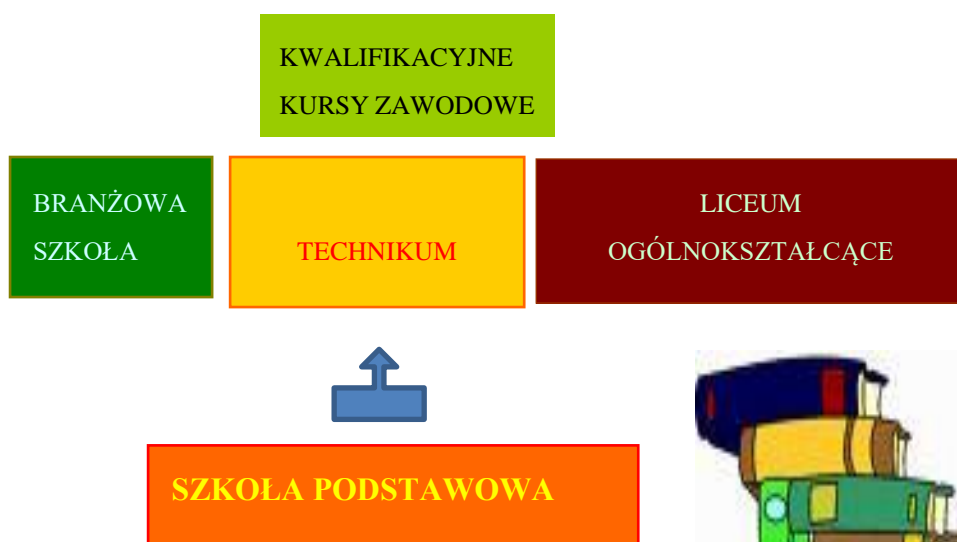 KWALIFIKACYJNE
KURSY ZAWODOWE
BRANŻOWA
SZKOŁA
TECHNIKUM
LICEUM
OGÓLNOKSZTAŁCĄCE
SZKOŁA PODSTAWOWA